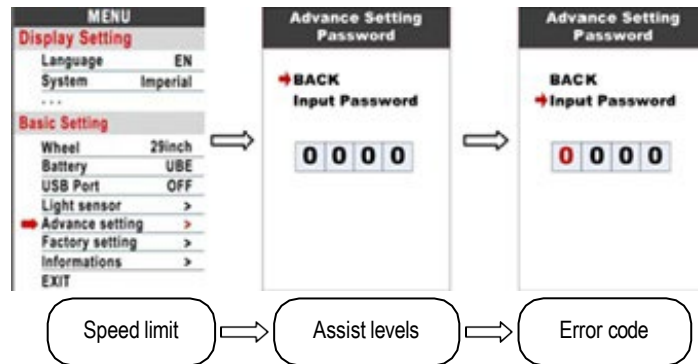 MENU
Display Setting
Language EN
System Imperial
...
Basic Setting
Wheel 29inch
Battery UBE
USB Port OFF
Light sensor >
Advance setting >
Factory setting >
Informations >
EXIT
Advance Setting
Password
BACK
Input Password
0 0 0 0
Advance Setting
Password
BACK
Input Password
0 0 0 0
Speed limit
Assist levels
Error code